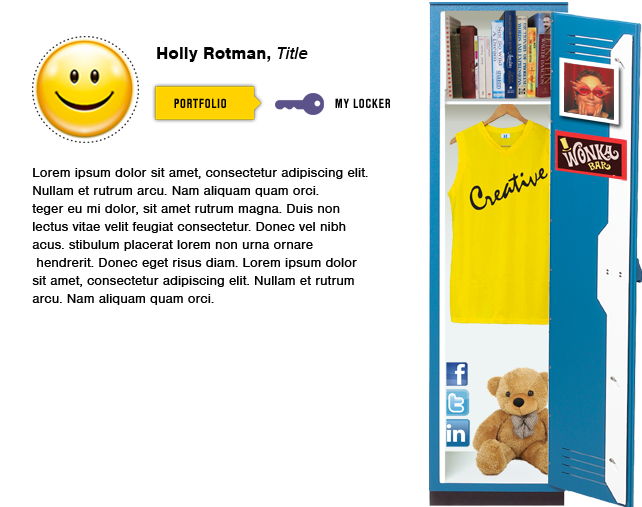 Holly Rotman, Title
PORTFOLIO
MY LOCKER
Lorem ipsum dolor sit amet, consectetur adipiscing elit.
Nullam et rutrum arcu. Nam aliquam quam orci.
teger eu mi dolor, sit amet rutrum magna. Duis non
lectus vitae velit feugiat consectetur. Donec vel nibh
acus. stibulum placerat lorem non urna ornare
hendrerit. Donec eget risus diam. Lorem ipsum dolor
sit amet, consectetur adipiscing elit. Nullam et rutrum
arcu. Nam aliquam quam orci.
WONKA
BAR
Creative
f
t
in